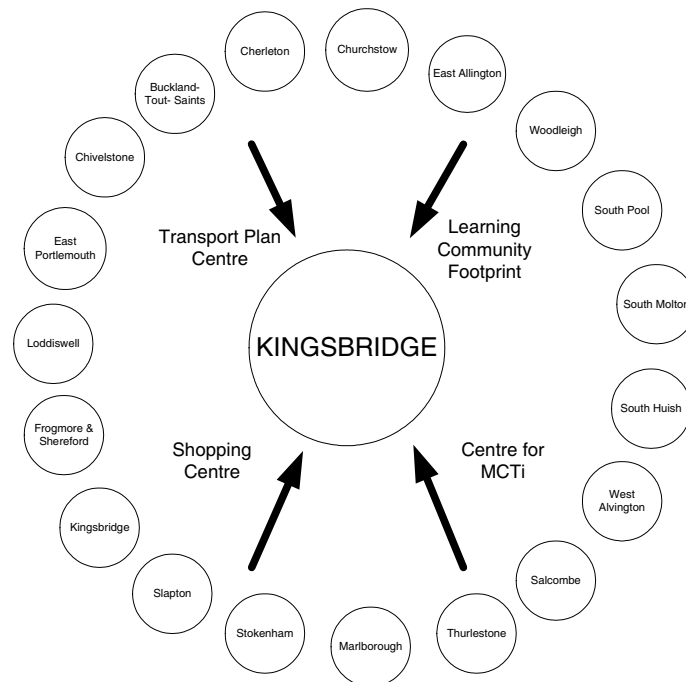 Cherleton
Churchstow
East Allington
Buckland-
Tout- Saints
Woodleigh
Chivelstone
South Pool
East
Portlemouth
Transport Plan
Centre
Learning
Community
Footprint
South Molton
Loddiswell
KINGSBRIDGE
South Huish
Frogmore &
Shereford
Shopping
Centre
Centre for
MCTi
West
Alvington
Kingsbridge
Salcombe
Slapton
Stokenham
Marlborough
Thurlestone